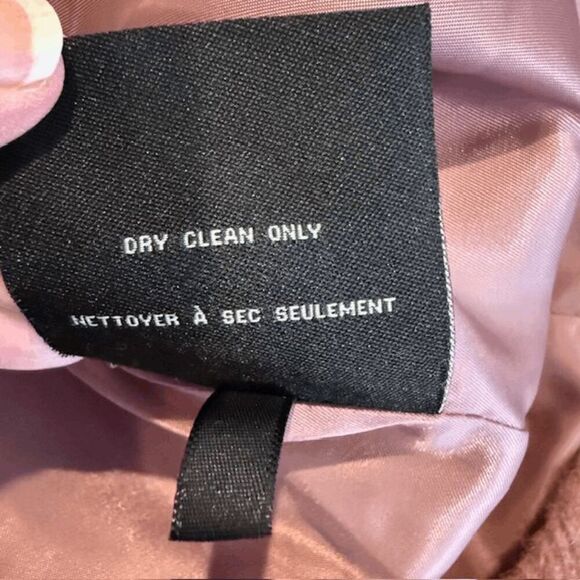 DRY CLEAN ONLY
NETTOYER À SEC SEULEMENT